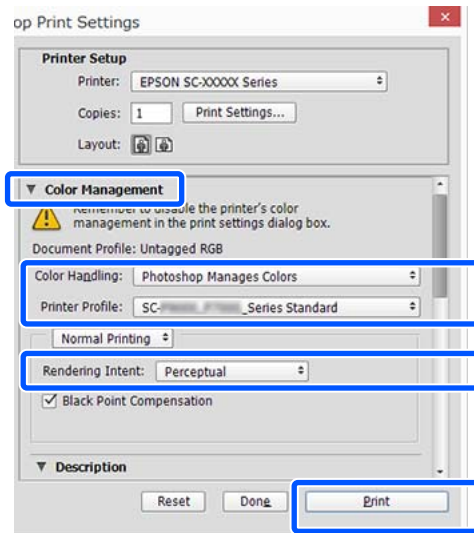 op Print Settings
Printer Setup
Printer: EPSON SC-XXXXX Series
Copies: 1 Print Settings...
Layout:
Color Management
Remember to disable the printer's color
management in the print settings dialog box.
Document Profile: Untagged RGB
Color Handling: Photoshop Manages Colors
Printer Profile: SC- _Series Standard
Normal Printing
Rendering Intent: Perceptual
Black Point Compensation
Description
Reset Done Print